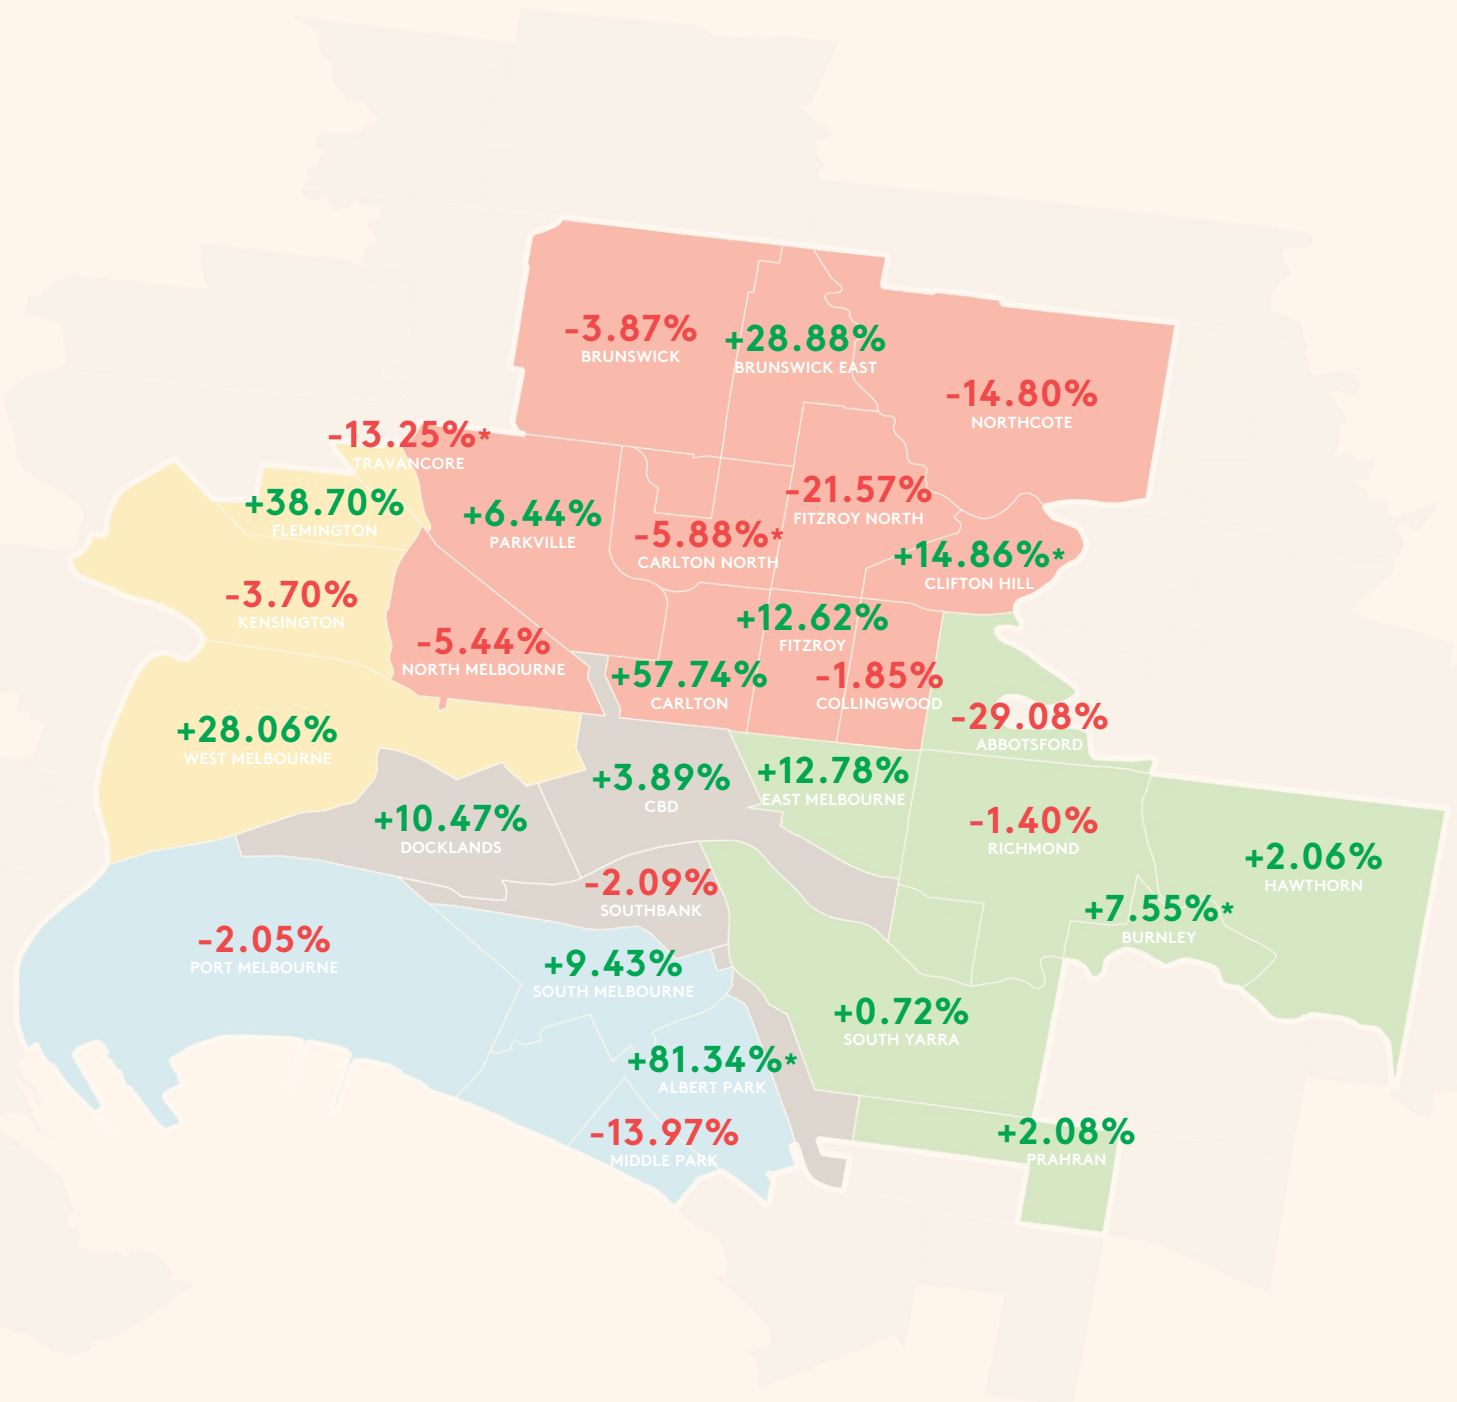 -3.87%
BRUNSWICK
+28.88%
BRUNSWICK EAST
-14.80%
NORTHCOTE
-13.25%*
TRAVANCORE
+38.70%
FLEMINGTON
+6.44%
PARKVILLE
-5.88%*
CARLTON NORTH
-21.57%
FITZROY NORTH
+14.86%*
CLIFTON HILL
-3.70%
KENSINGTON
-5.44%
NORTH MELBOURNE
+12.62%
FITZROY
+57.74%
CARLTON
-1.85%
COLLINGWOOD
-29.08%
ABBOTSFORD
+28.06%
WEST MELBOURNE
+3.89%
CBD
+12.78%
EAST MELBOURNE
+10.47%
DOCKLANDS
-1.40%
RICHMOND
+2.06%
HAWTHORN
-2.09%
SOUTHBANK
+7.55%*
BURNLEY
-2.05%
PORT MELBOURNE
+9.43%
SOUTH MELBOURNE
+0.72%
SOUTH YARRA
+81.34%*
ALBERT PARK
-13.97%
MIDDLE PARK
+2.08%
PRAHRAN